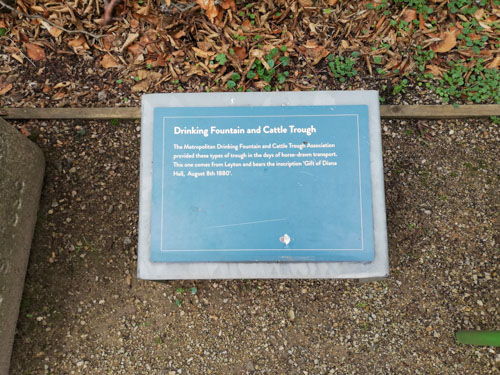 Drinking Fountain and Cattle Trough
The Metropolitan Drinking Fountain and Cattle Trough Association
provided these types of trough in the days of horse-drawn transport.
This one comes from Leyton and bears the inscription 'Gift of Diana
Hall, August 8th 1880'.